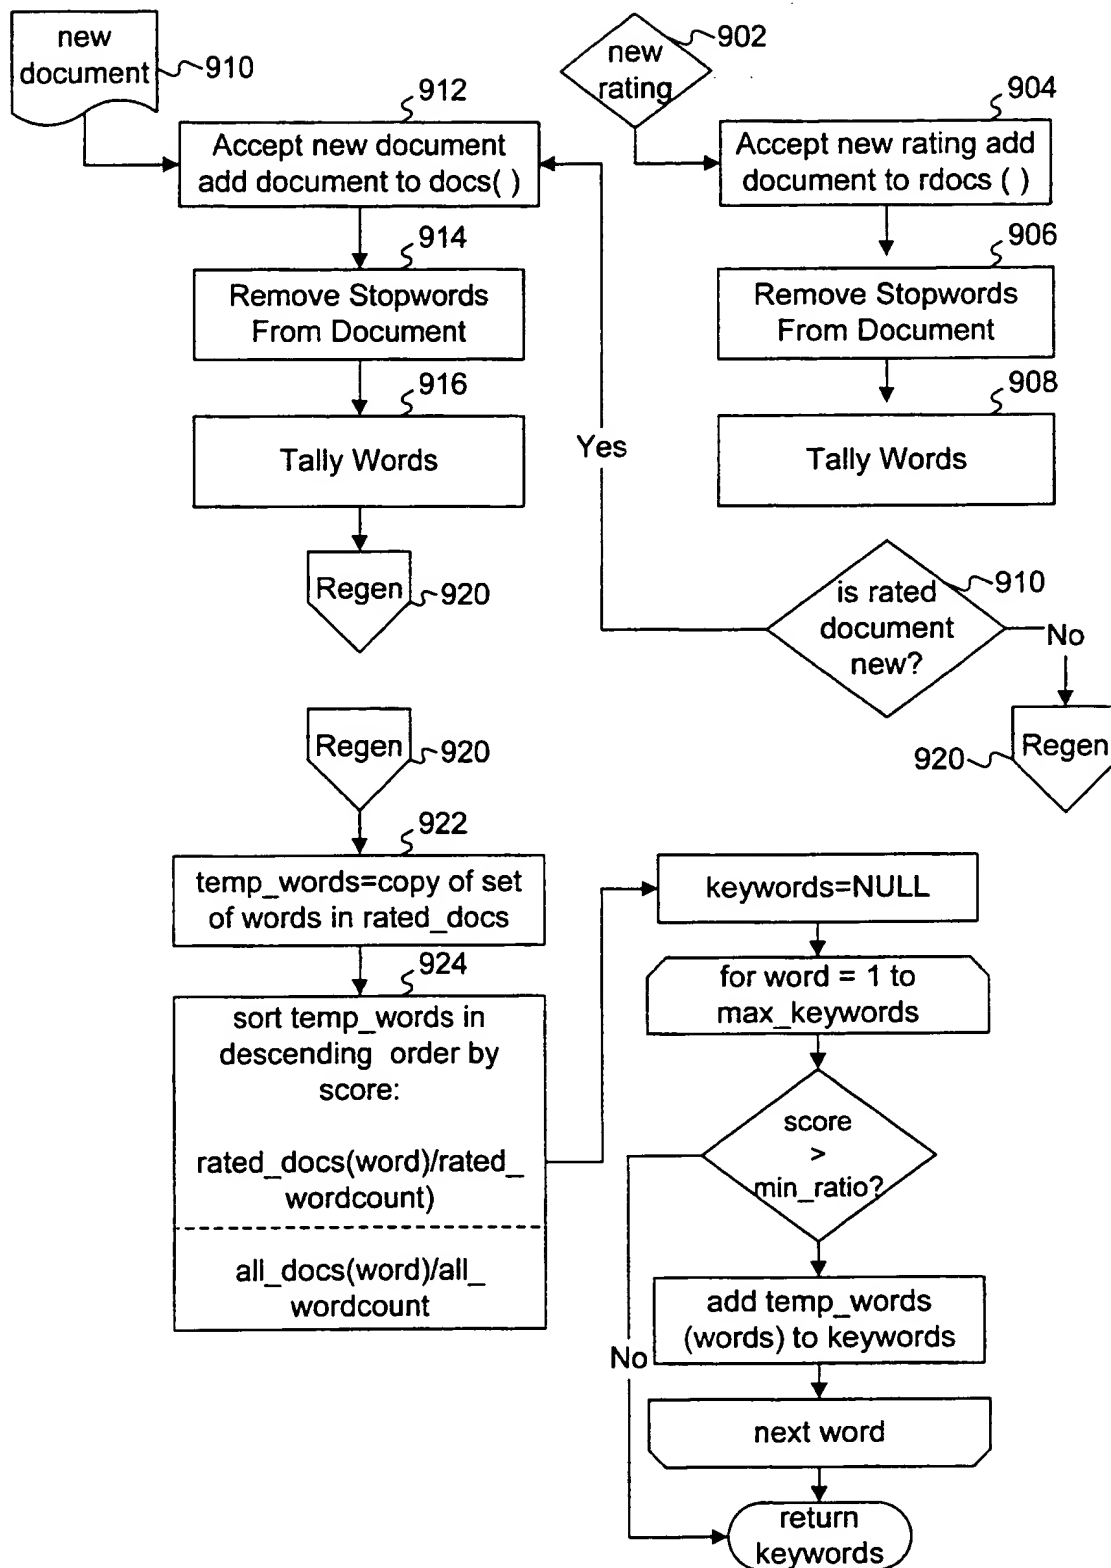 new
document
910
912
Accept new document
add document to docs( )
914
Remove Stopwords
From Document
916
Tally Words
Regen
920
new
rating
902
904
Accept new rating add
document to rdocs ( )
906
Remove Stopwords
From Document
908
Tally Words
Yes
is rated
document
new?
910
No
Regen
920
Regen
920
922
temp_words=copy of set
of words in rated_docs
924
sort temp_words in
descending order by
score:
rated_docs(word)/rated_
wordcount)
all_docs(word)/all_
wordcount
keywords=NULL
for word = 1 to
max_keywords
score
>
min_ratio?
add temp_words
(words) to keywords
No
next word
return
keywords